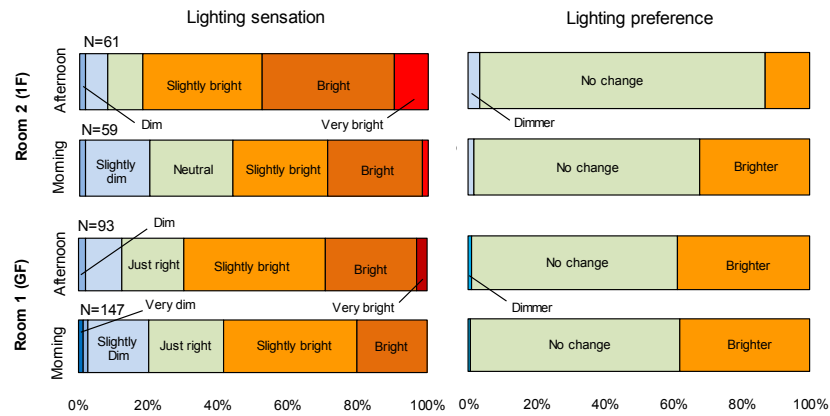 Lighting sensation
Lighting preference
Room 2 (1F)
Afternoon
N=61
Slightly bright
Bright
No change
Dim
Very bright
Dimmer
Morning
N=59
Slightly
dim
Neutral
Slightly bright
Bright
No change
Brighter
Room 1 (GF)
Afternoon
N=93
Dim
Just right
Slightly bright
Bright
No change
Brighter
Very dim
Very bright
Dimmer
Morning
N=147
Slightly
Dim
Just right
Slightly bright
Bright
No change
Brighter
0% 20% 40% 60% 80% 100%
0% 20% 40% 60% 80% 100%